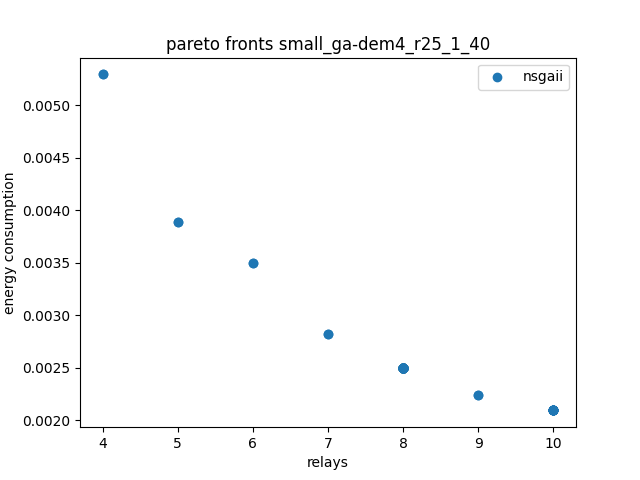 pareto fronts small_ga-dem4_r25_1_40
nsgaii
0.0050
0.0045
0.0040
0.0035
0.0030
0.0025
0.0020
energy consumption
4 5 6 7 8 9 10
relays